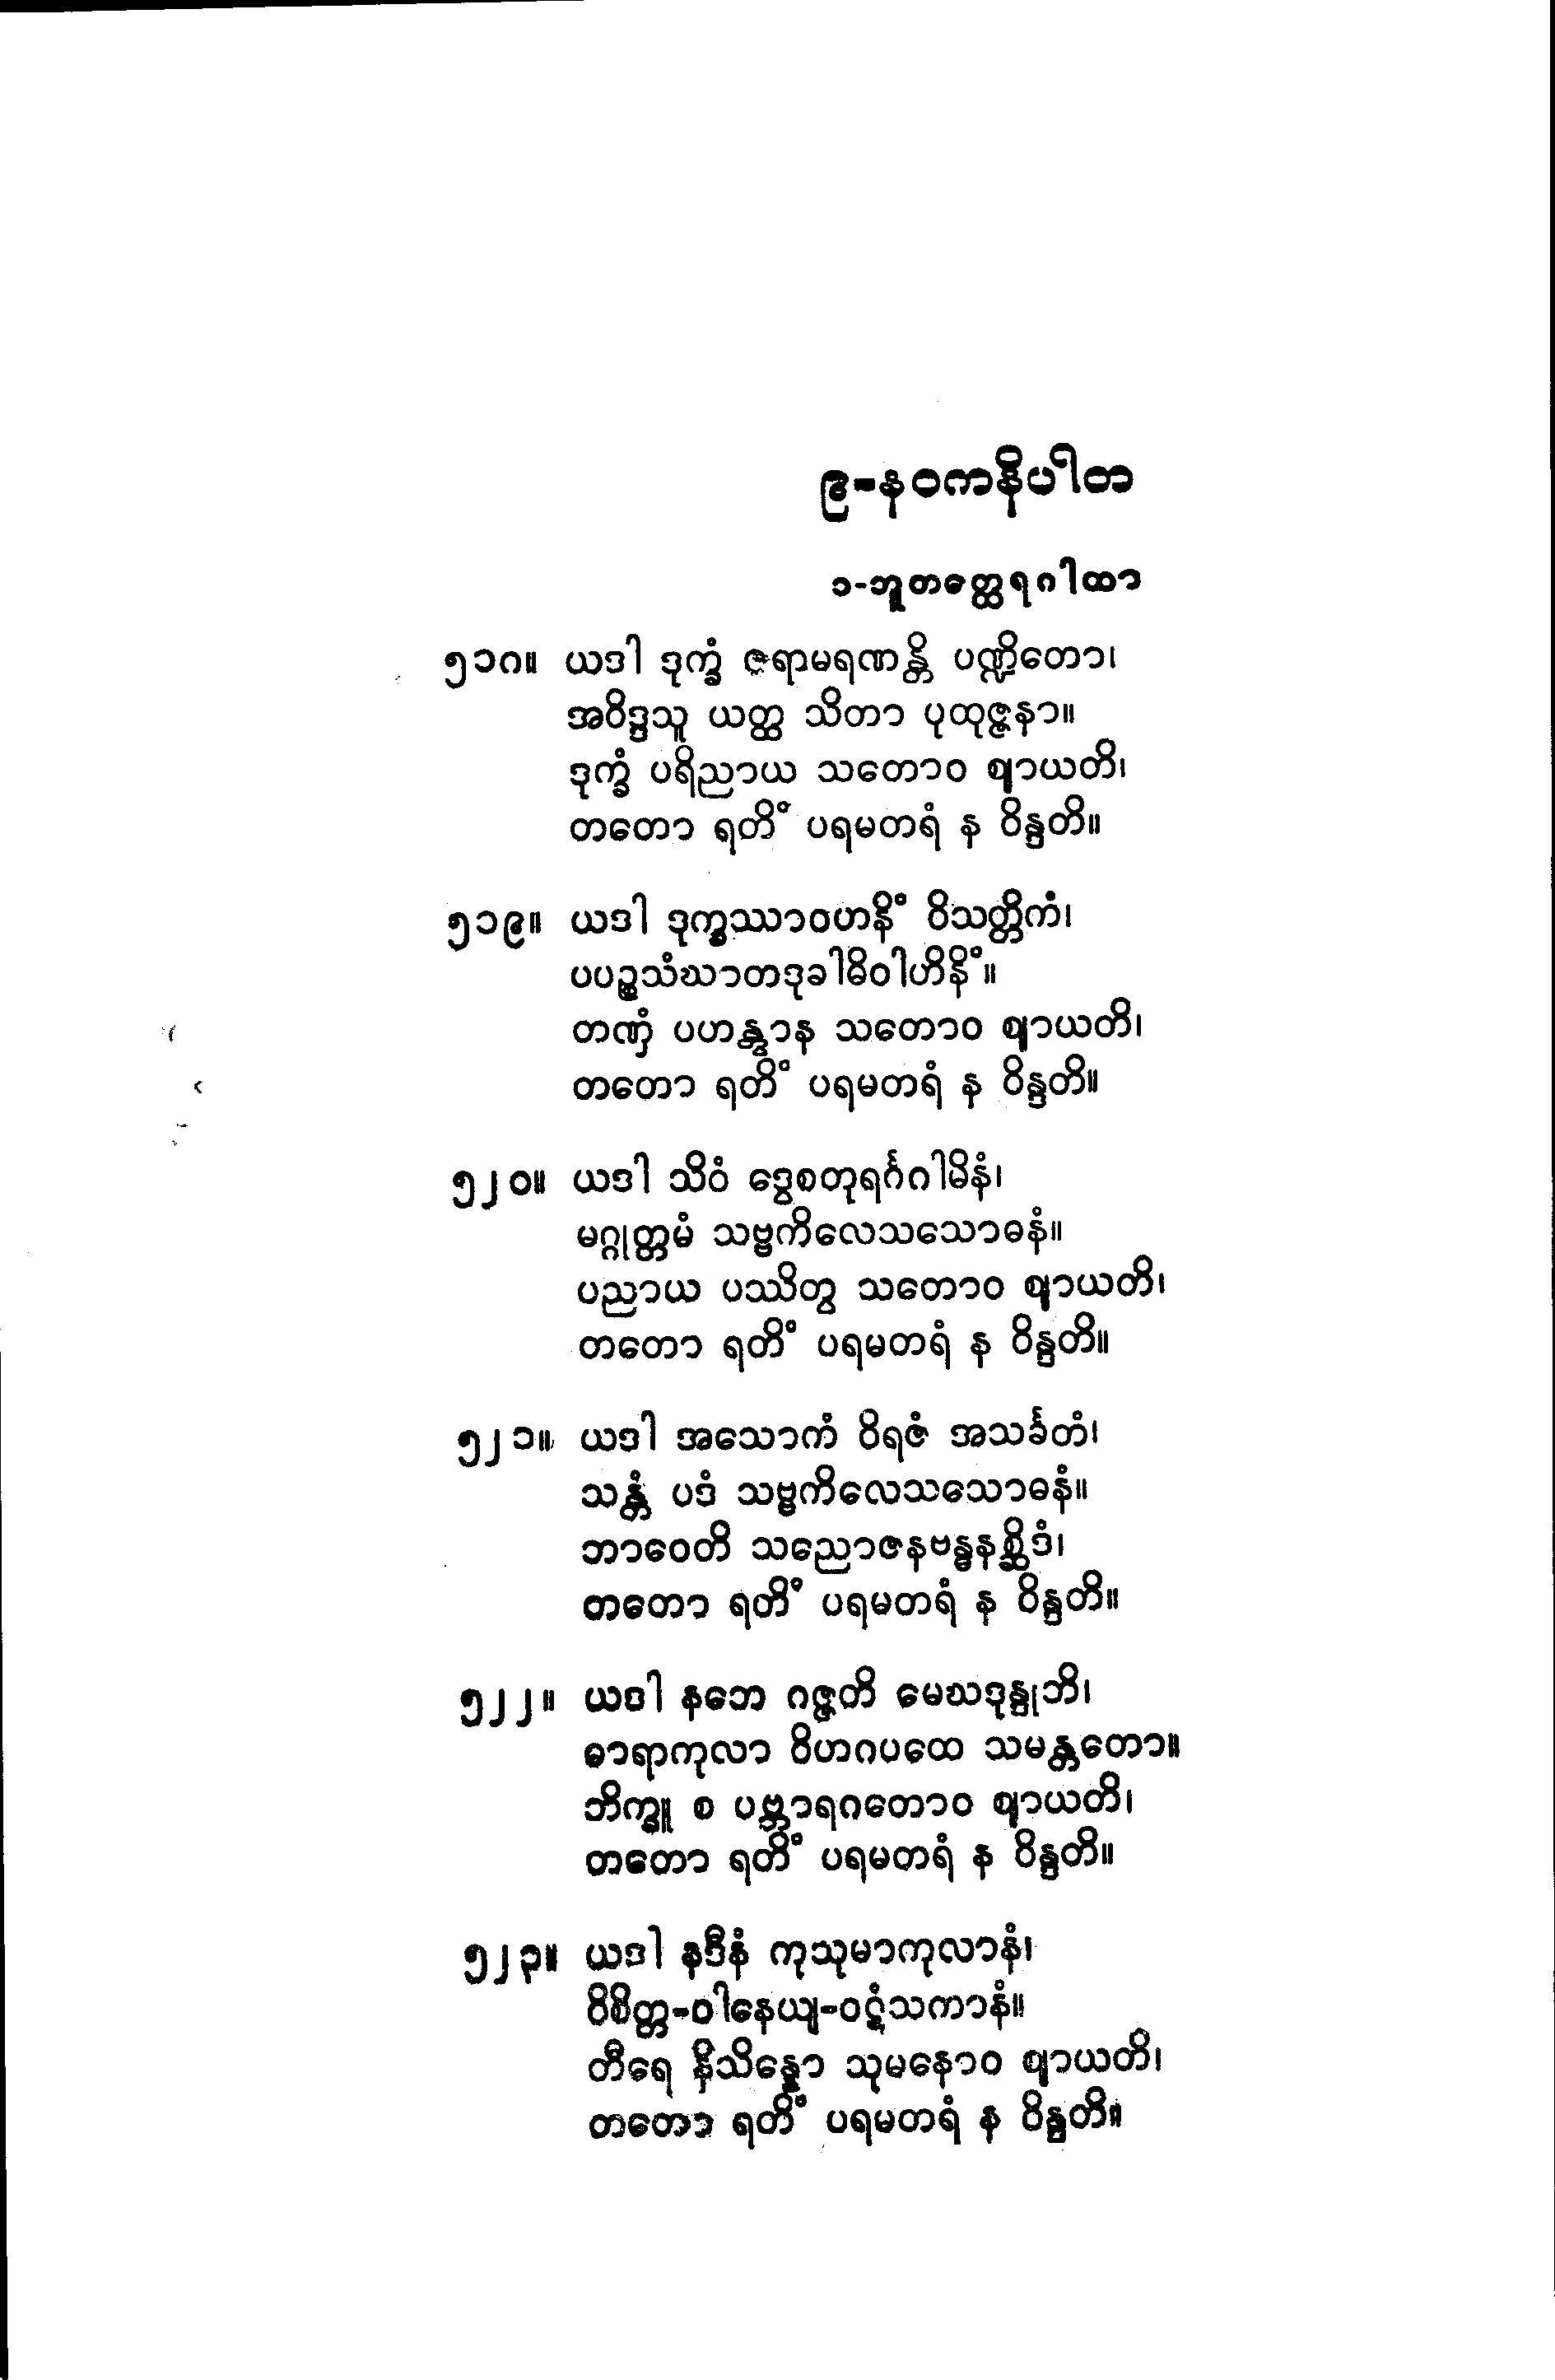 ၉-နဝကနိပါတ
၁-ဘူတတ္ထေရဂါထာ
၅၁၈။ ယဒါ ဒုက္ခံ ဇရာမရဏန္တိ ပဏ္ဍိတော၊
အဝိဒ္ဒသူ ယတ္ထ သိတာ ပုထုဇ္ဇနာ။
ဒုက္ခံ ပရိညာယ သတောဝ ဈာယတိ၊
တတော ရတိံ ပရမတရံ န ဝိန္ဒတိ။
၅၁၉။ ယဒါ ဒုက္ခဿာဝဟနိံ ဝိသတ္တိကံ၊
ပပဉ္စသံဃာတဒုခါဓိဝါဟိနိံ။
တဏှံ ပဟန္တွာန သတောဝ ဈာယတိ၊
တတော ရတိံ ပရမတရံ န ဝိန္ဒတိ။
၅၂၀။ ယဒါ သိဝံ ဒွေစတုရင်္ဂဂါမိနံ၊
မဂ္ဂုတ္တမံ သဗ္ဗကိလေသသောဓနံ။
ပညာယ ပဿိတွ သတောဝ ဈာယတိ၊
တတော ရတိံ ပရမတရံ န ဝိန္ဒတိ။
၅၂၁။ ယဒါ အသောကံ ဝိရဇံ အသင်္ခတံ၊
သန္တံ ပဒံ သဗ္ဗကိလေသသောဓနံ။
ဘာဝေတိ သညောဇနဗန္ဓနစ္ဆိဒံ၊
တတော ရတိံ ပရမတရံ န ဝိန္ဒတိ။
၅၂၂။ ယဒါ နဘေ ဂဇ္ဇတိ မေဃဒုန္ဒုဘိ၊
ဓာရာကုလာ ဝိဟဂပထေ သမန္တတော။
ဘိက္ခူ စ ပဗ္ဘာရဂတောဝ ဈာယတိ၊
တတော ရတိံ ပရမတရံ န ဝိန္ဒတိ။
၅၂၃။ ယဒါ နဒီနံ ကုသုမာကုလာနံ၊
ဝိစိတ္တ-ဝါနေယျ-ဝဋံသကာနံ။
တီရေ နိသိန္နော သုမနောဝ ဈာယတိ၊
တတော ရတိံ ပရမတရံ န ဝိန္ဒတိ။